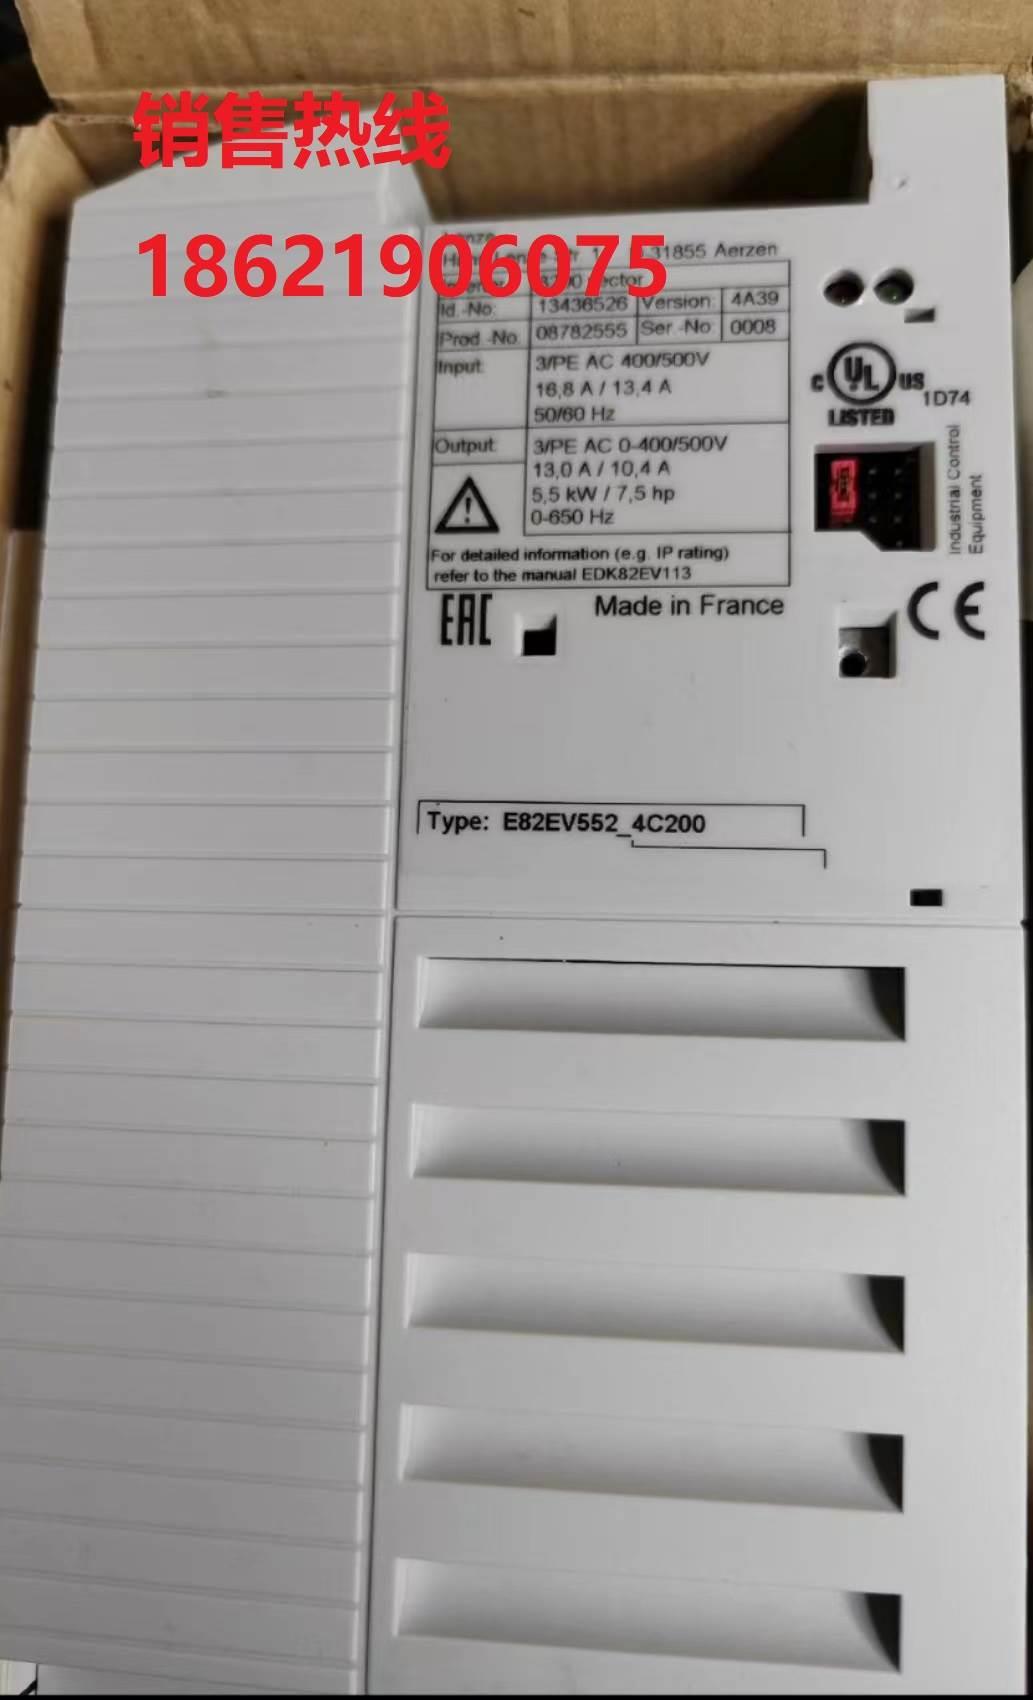 销售热线
18621906075
31855 Aerzen
Id.-No: 13436526 Version: 4A39
Prod.-No. 08782555 Ser.-No: 0008
Input: 3/PE AC 400/500V
16,8 A / 13,4 A
50/60 Hz
Output: 3/PE AC 0-400/500V
13,0 A / 10,4 A
5,5 kW / 7,5 hp
0-650 Hz
For detailed information (e.g. IP rating)
refer to the manual EDK82EV113
EAC
Made in France
C UL US
LISTED
1D74
Industrial Control
Equipment
CE
Type: E82EV552_4C200